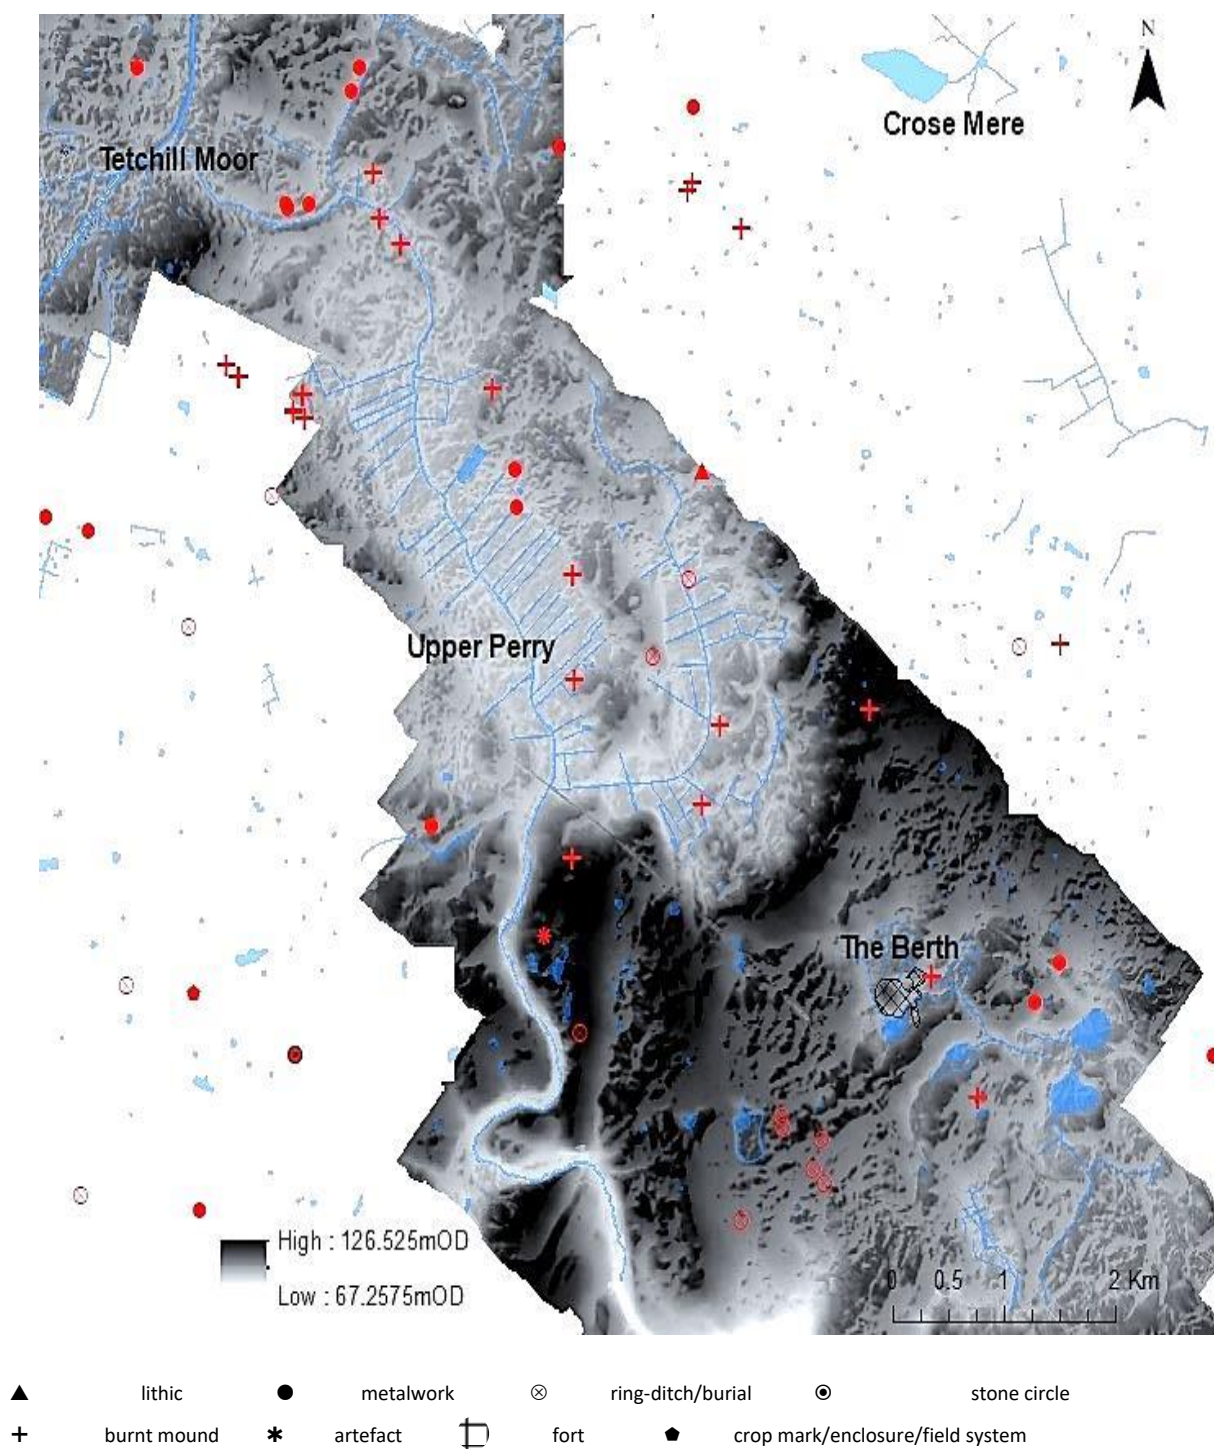 N
Crose Mere
Tetchill Moor
Upper Perry
The Berth
High : 126.525mOD
Low : 67.2575mOD
0 0.5 1 2 Km
lithic metalwork ring-ditch/burial stone circle
burnt mound artefact fort crop mark/enclosure/field system